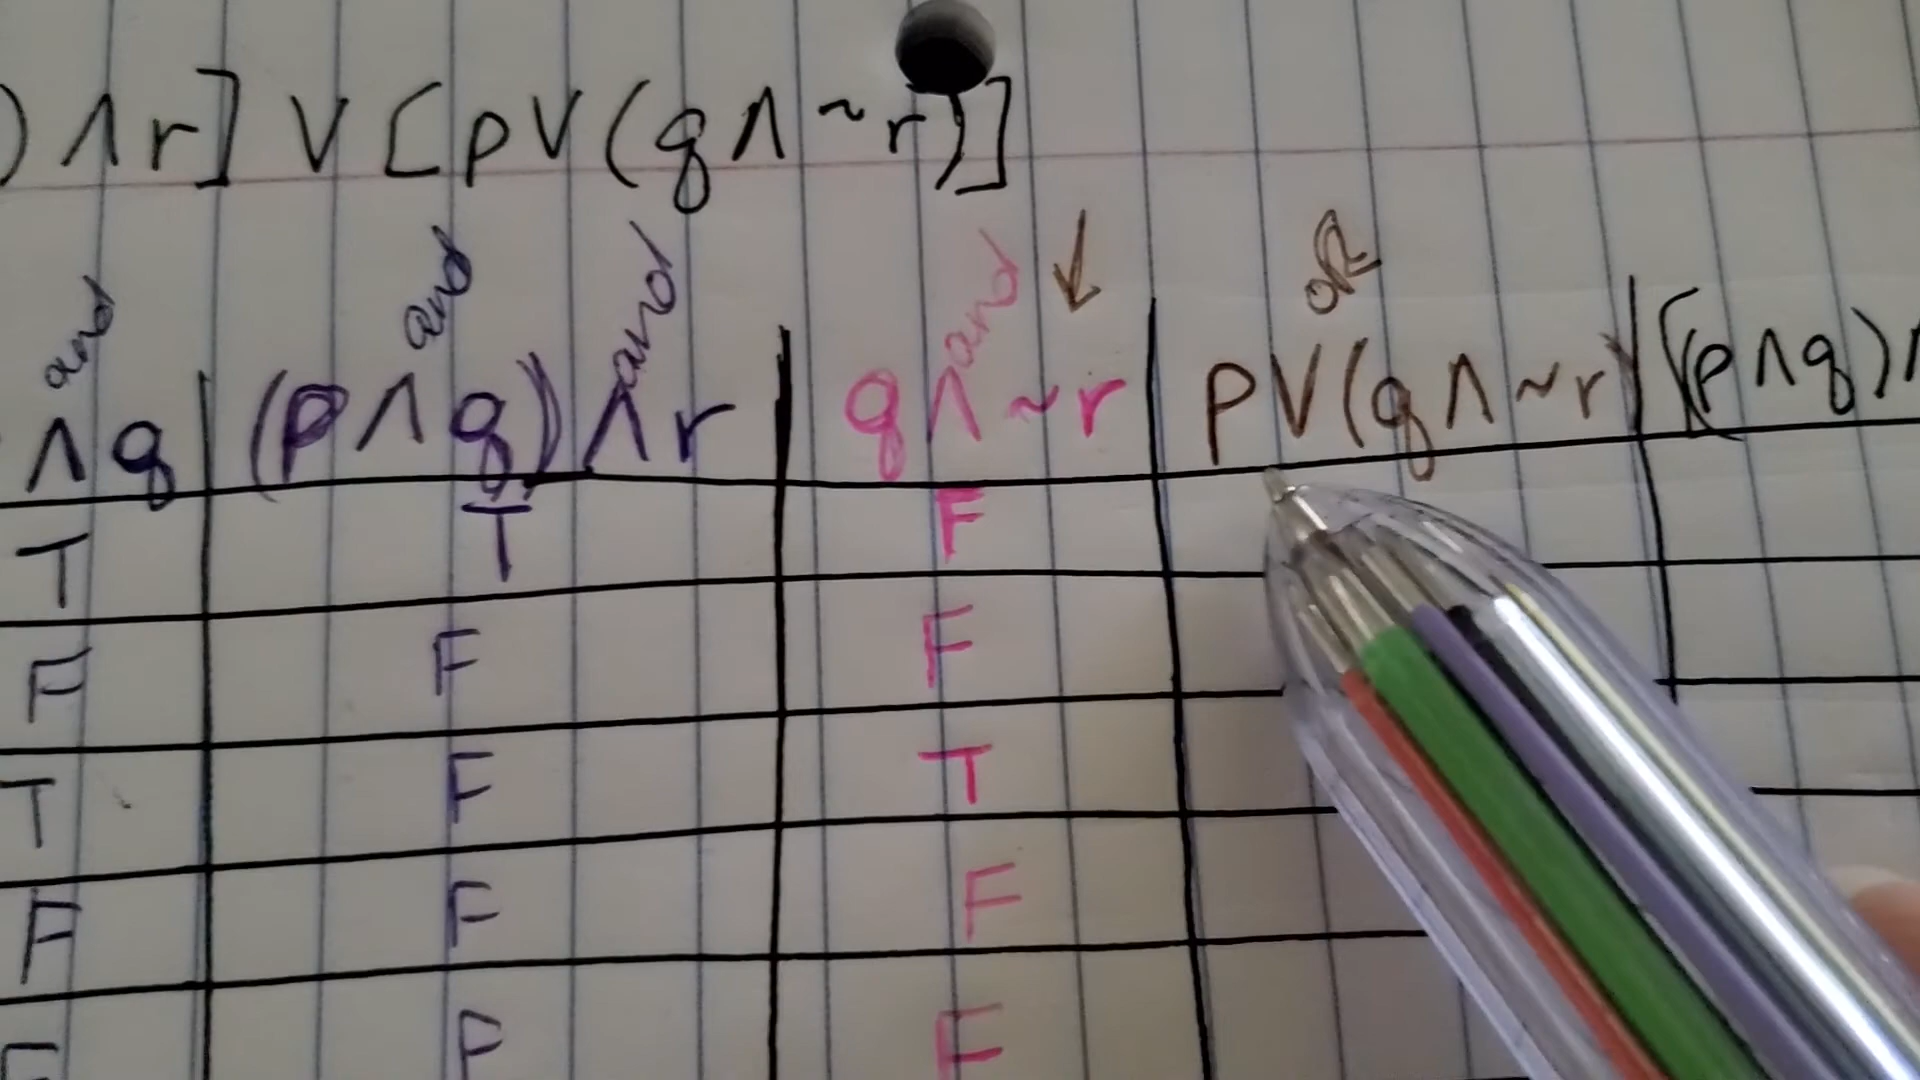 ) ∧ r] V [p V (q ∧ ~r)]
and and and and ↓ or
∧ q (p ∧ q) ∧ r q ∧ ~r p V (q ∧ ~r) [(p ∧ q) ∧
T T F
F F F
T F T
F F F
F F F